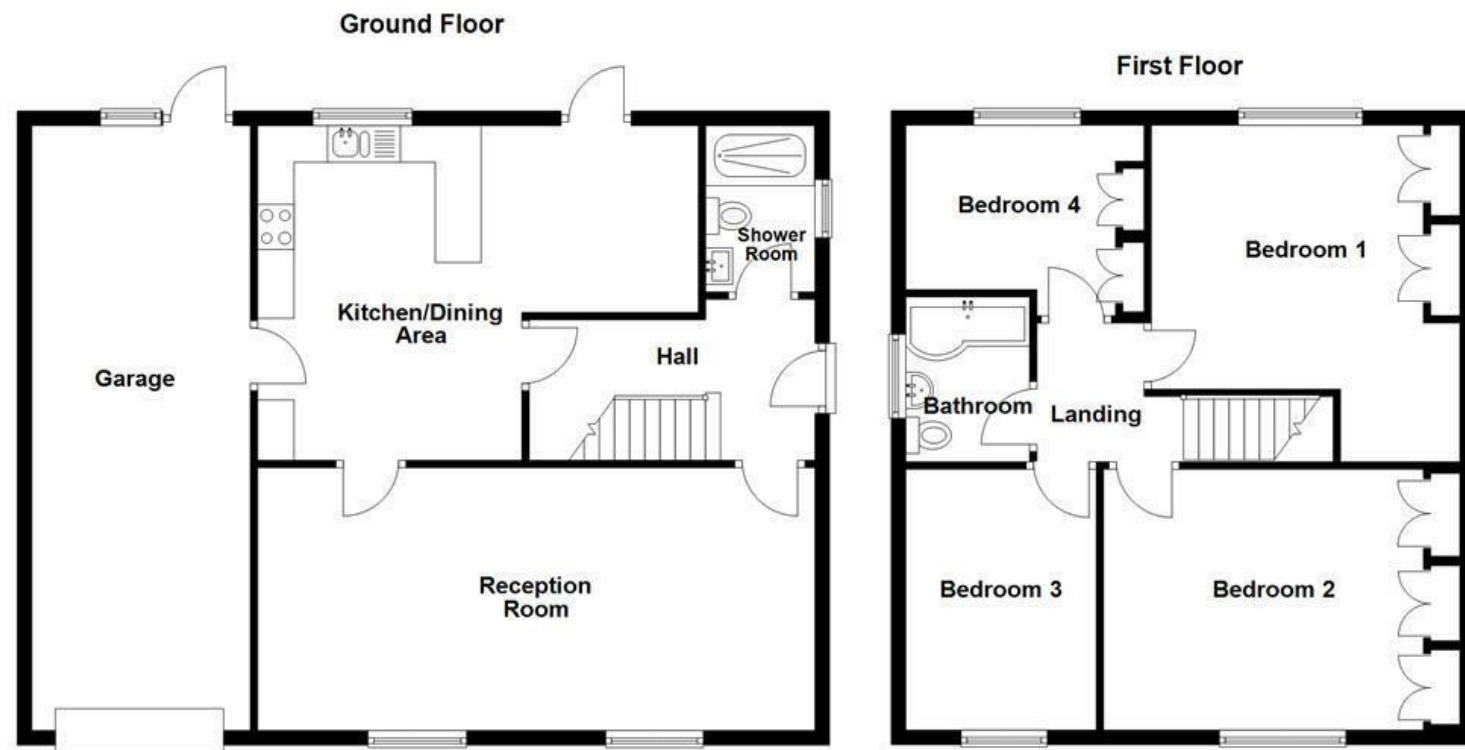 Ground Floor
Garage
Kitchen/Dining
Area
Shower
Room
Hall
Reception
Room
First Floor
Bedroom 4
Bedroom 1
Bathroom
Landing
Bedroom 3
Bedroom 2